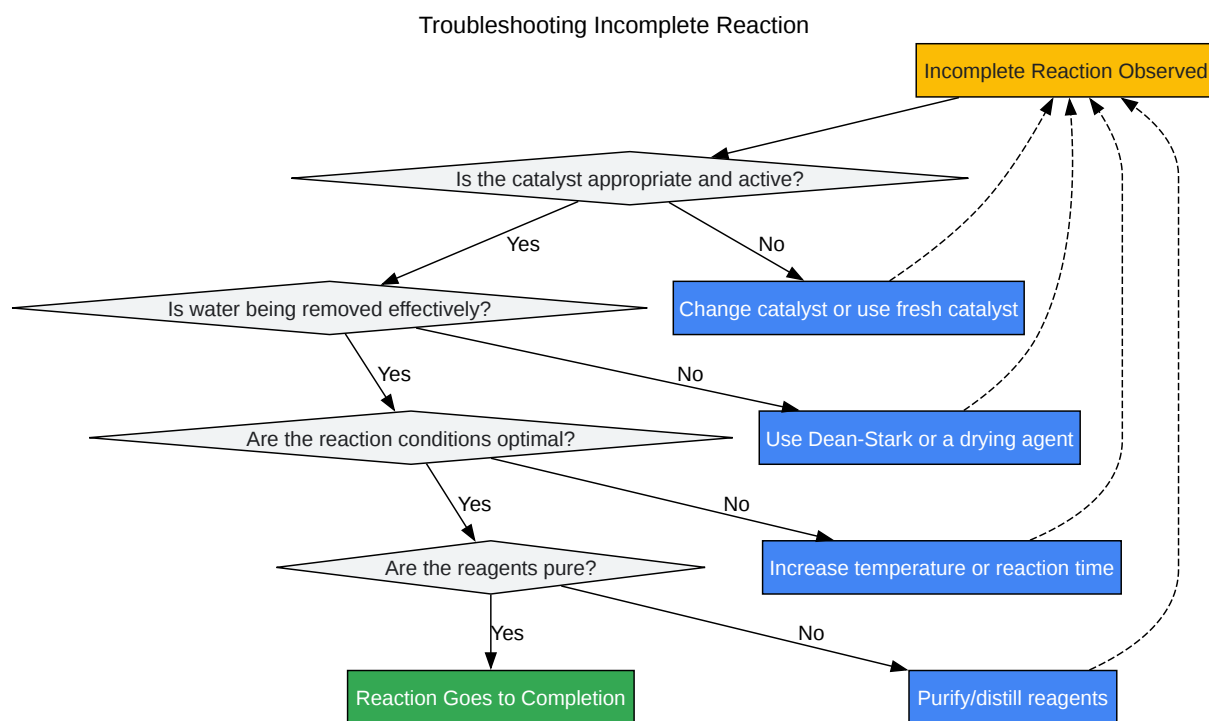 Troubleshooting Incomplete Reaction
Incomplete Reaction Observed
Is the catalyst appropriate and active?
Yes
No
Is water being removed effectively?
Change catalyst or use fresh catalyst
Yes
No
Are the reaction conditions optimal?
Use Dean-Stark or a drying agent
Yes
No
Are the reagents pure?
Increase temperature or reaction time
Yes
No
Reaction Goes to Completion
Purify/distill reagents